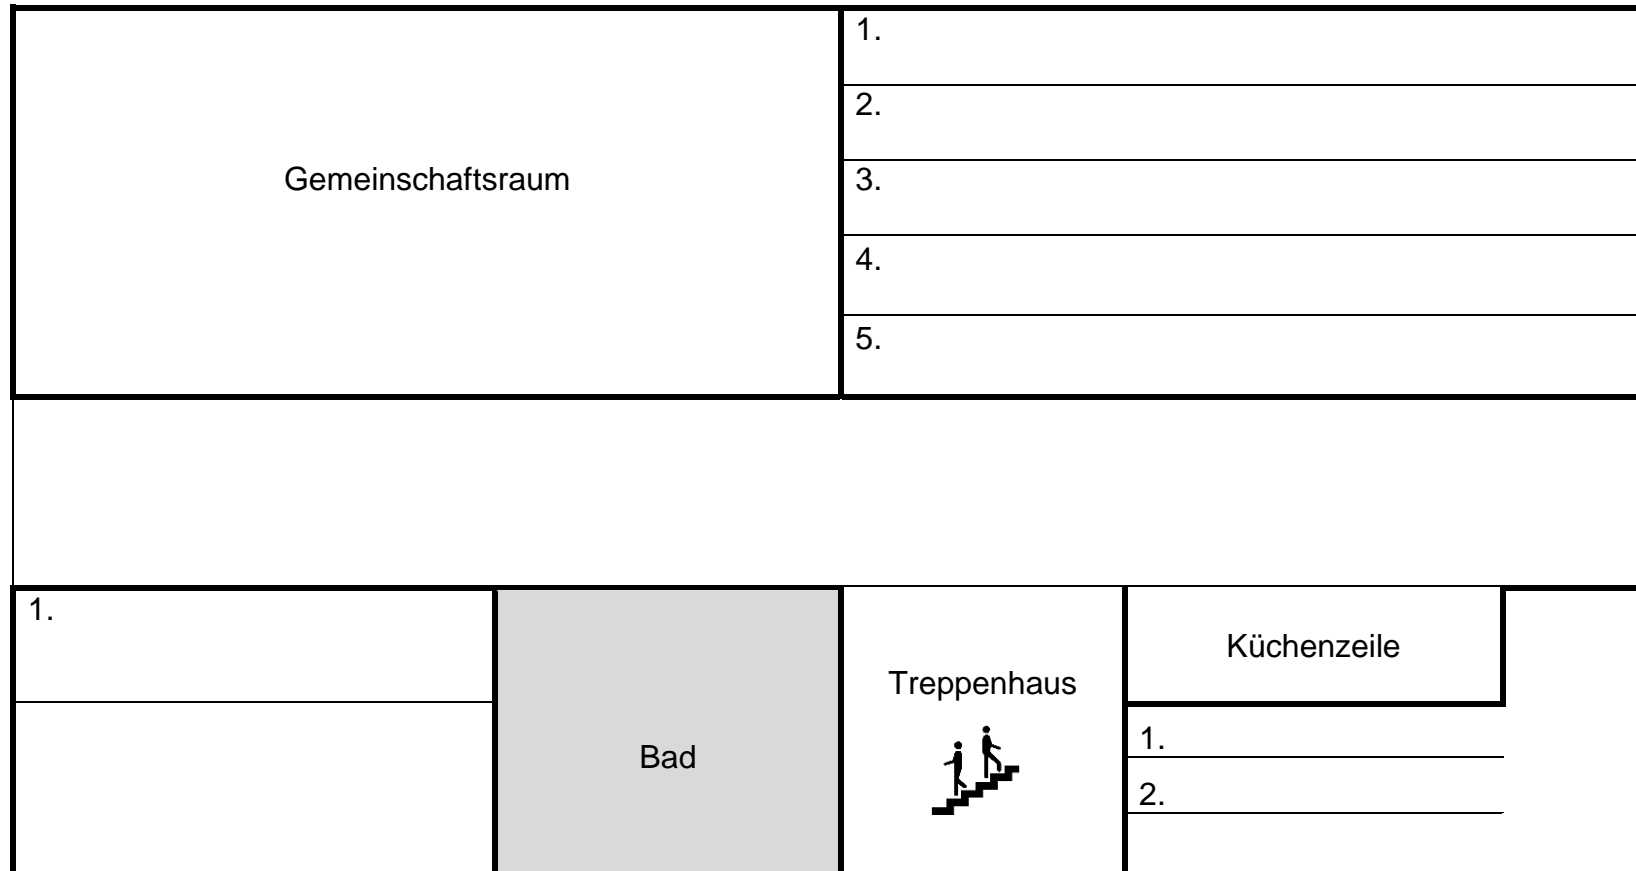 Gemeinschaftsraum
1.
2.
3.
4.
5.
1.
Bad
Treppenhaus
Küchenzeile
1.
2.